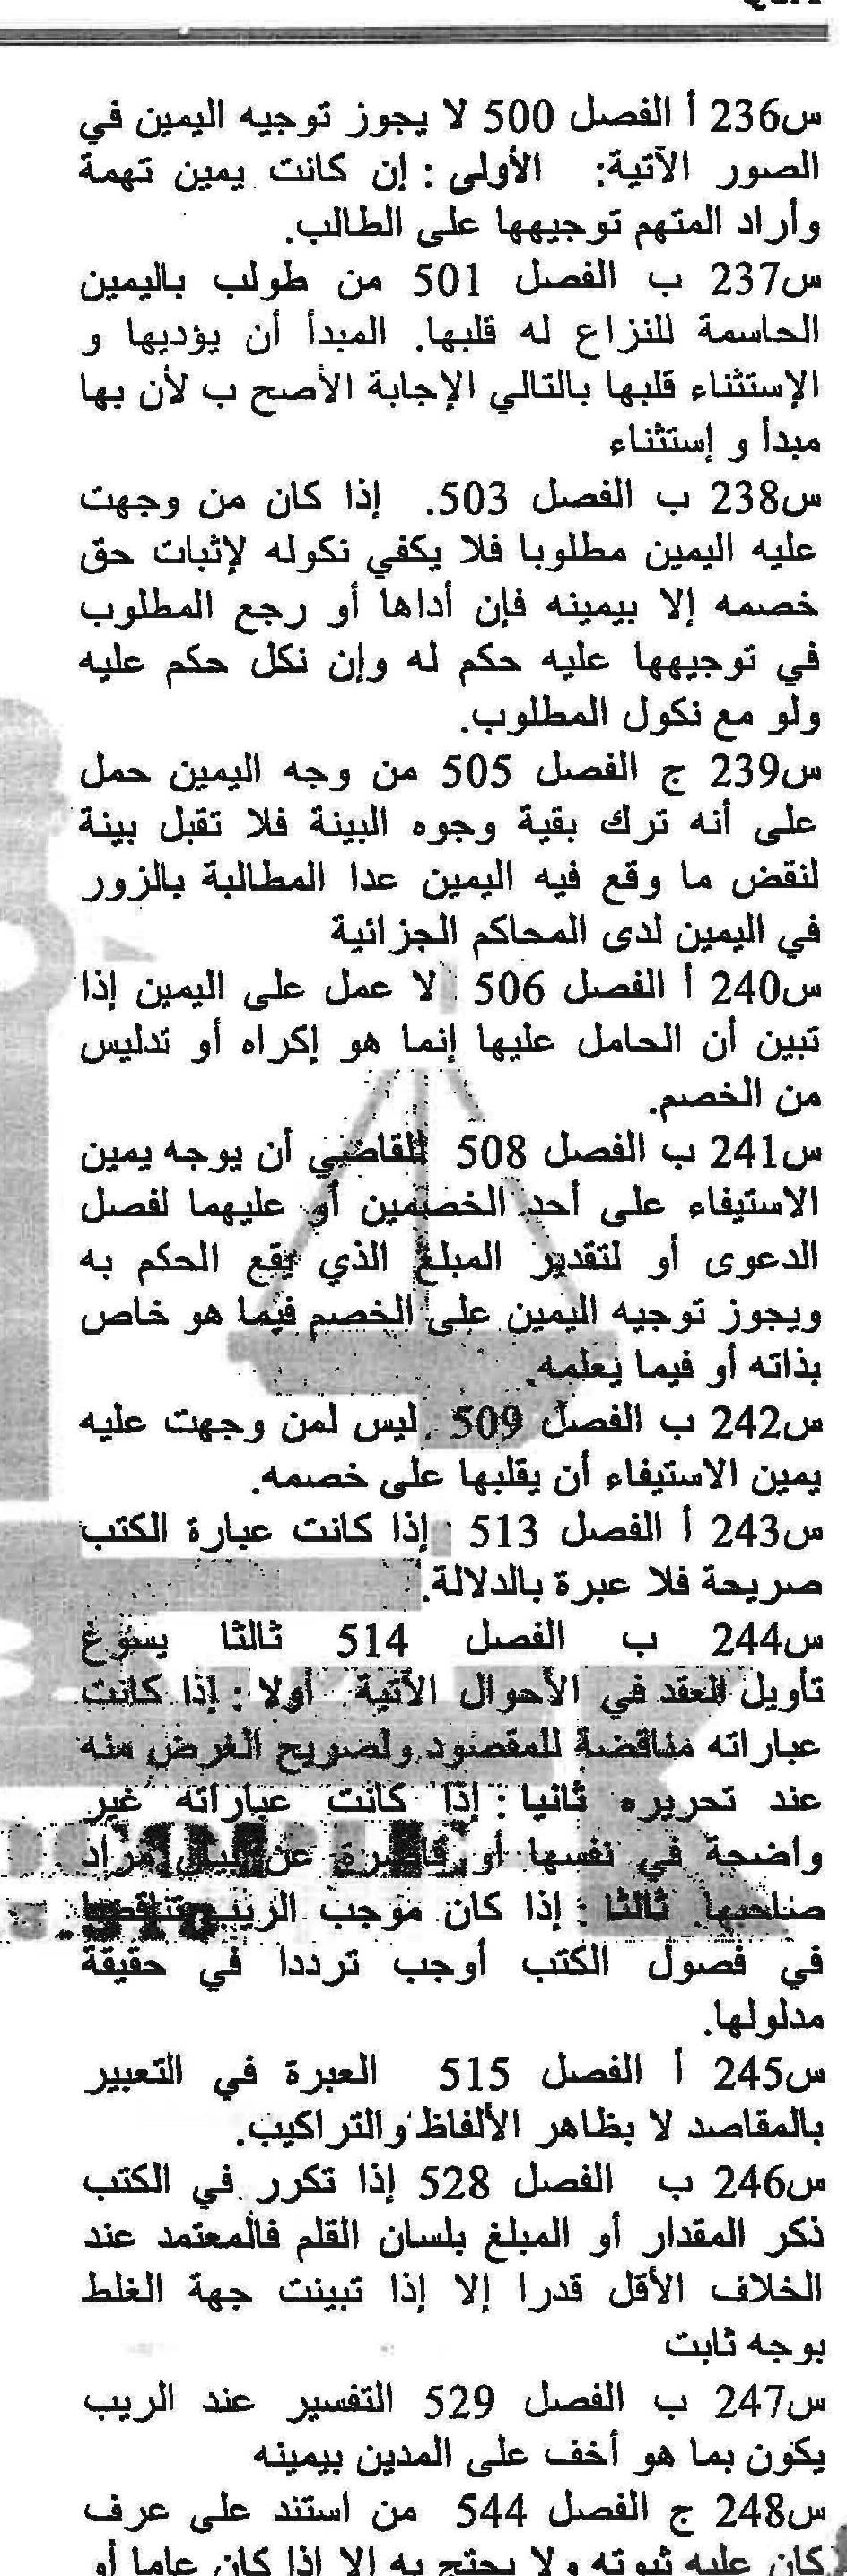 س236 أ الفصل 500 لا يجوز توجيه اليمين في
الصور الآتية: الأولى : إن كانت يمين تهمة
وأراد المتهم توجيهها على الطالب.
س237 ب الفصل 501 من طولب باليمين
الحاسمة للنزاع له قلبها. المبدأ أن يؤديها و
الإستثناء قلبها بالتالي الإجابة الأصح ب لأن بها
مبدأ و إستثناء
س238 ب الفصل 503. إذا كان من وجهت
عليه اليمين مطلوبا فلا يكفي نكوله لإثبات حق
خصمه إلا بيمينه فإن أداها أو رجع المطلوب
في توجيهها عليه حكم له وإن نكل حكم عليه
ولو مع نكول المطلوب.
س239 ج الفصل 505 من وجه اليمين حمل
على أنه ترك بقية وجوه البينة فلا تقبل بينة
لنقض ما وقع فيه اليمين عدا المطالبة بالزور
في اليمين لدى المحاكم الجزائية
س240 أ الفصل 506 لا عمل على اليمين إذا
تبين أن الحامل عليها إنما هو إكراه أو تدليس
من الخصم.
س241 ب الفصل 508 للقاضي أن يوجه يمين
الاستيفاء على أحد الخصمين أو عليهما لفصل
الدعوى أو لتقدير المبلغ الذي يقع الحكم به
ويجوز توجيه اليمين على الخصم فيما هو خاص
بذاته أو فيما يعلمه.
س242 ب الفصل 509 ليس لمن وجهت عليه
يمين الاستيفاء أن يقلبها على خصمه.
س243 أ الفصل 513 إذا كانت عبارة الكتب
صريحة فلا عبرة بالدلالة.
س244 ب الفصل 514 ثالثا يسوغ
تأويل العقد في الأحوال الآتية أولا : إذا كانت
عباراته مناقضة للمقصود ولصريح الغرض منه
عند تحريره ثانيا : إذا كانت عباراته غير
واضحة في نفسها أو قاصرة عن بيان مراد
صاحبها. ثالثا : إذا كان موجب الريب تناقضا
في فصول الكتب أوجب ترددا في حقيقة
مدلولها.
س245 أ الفصل 515 العبرة في التعبير
بالمقاصد لا بظاهر الألفاظ والتراكيب.
س246 ب الفصل 528 إذا تكرر في الكتب
ذكر المقدار أو المبلغ بلسان القلم فالمعتمد عند
الخلاف الأقل قدرا إلا إذا تبينت جهة الغلط
بوجه ثابت
س247 ب الفصل 529 التفسير عند الريب
يكون بما هو أخف على المدين بيمينه
س248 ج الفصل 544 من استند على عرف
كان عليه ثبوته ولا يحتج به إلا إذا كان عاما أو